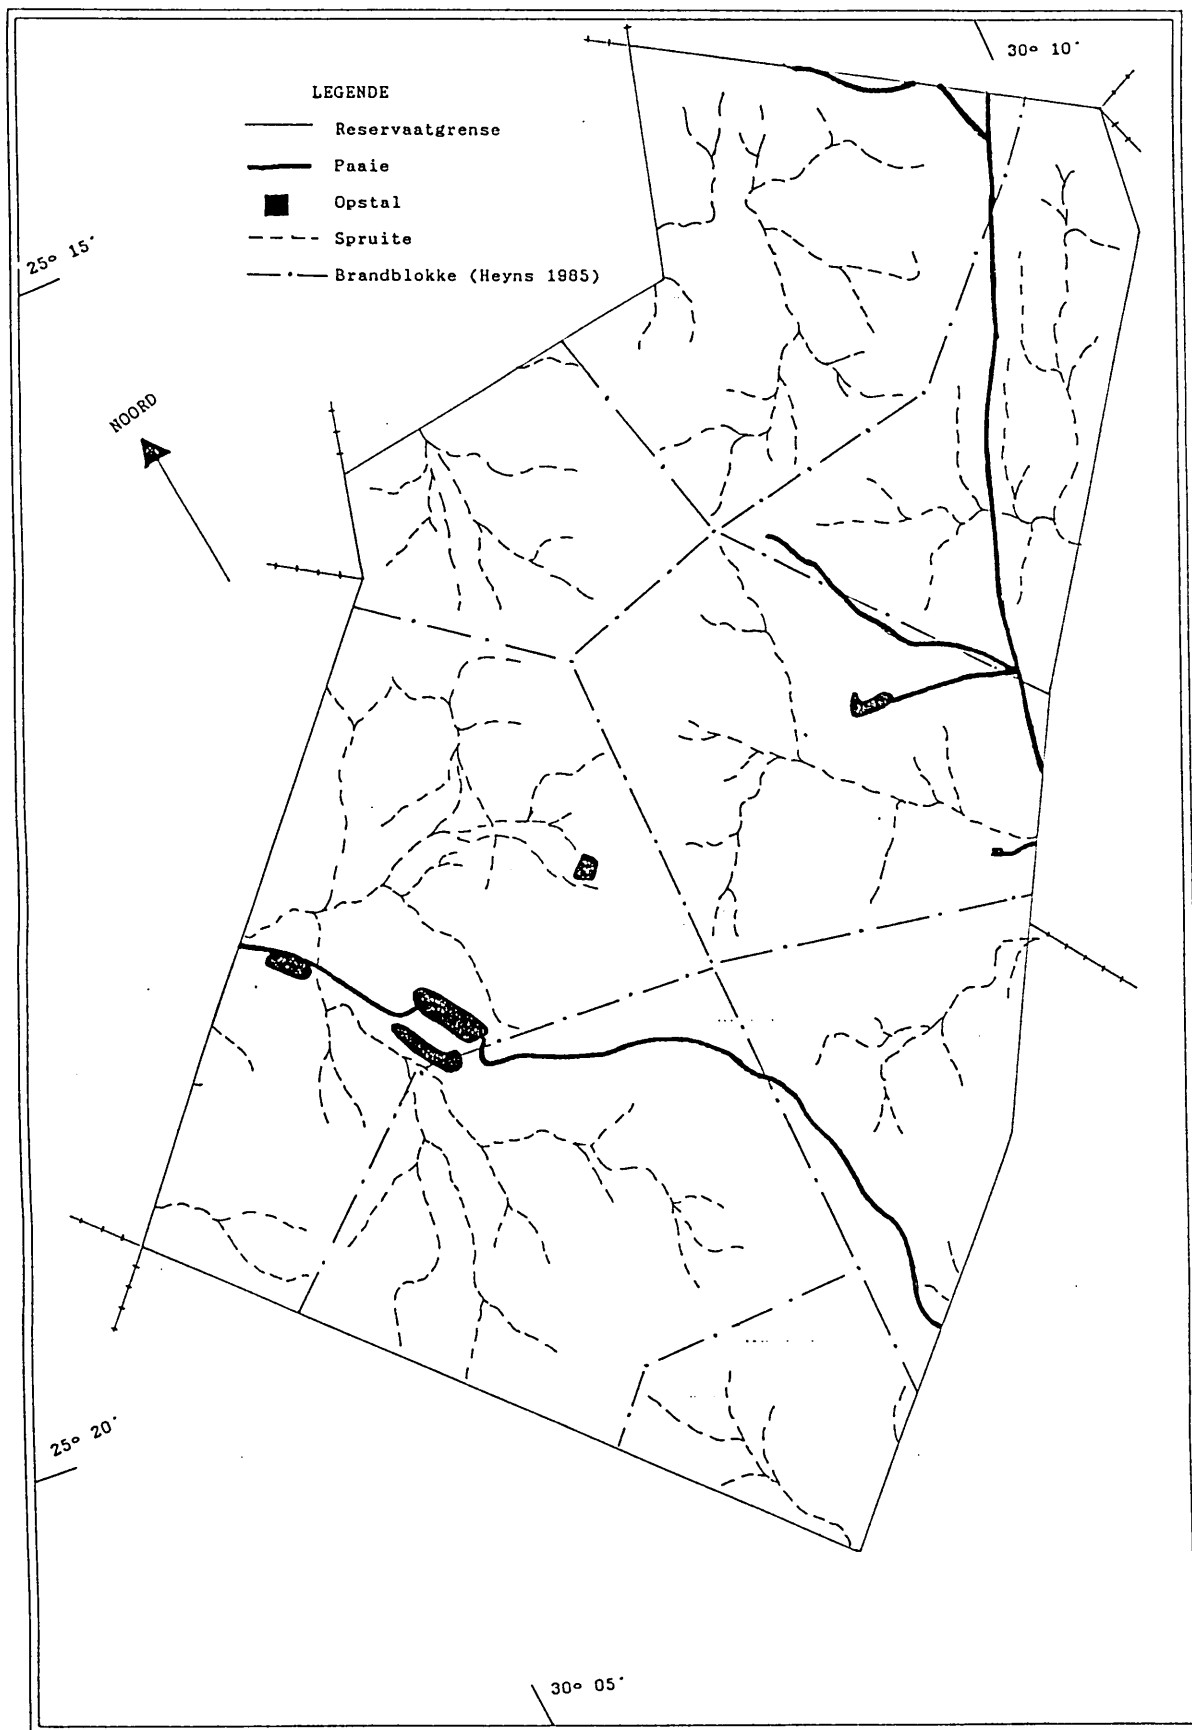 30° 10'
LEGENDE
Reservaatgrense
Paaie
Opstal
Spruite
Brandblokke (Heyns 1985)
25° 15'
NOORD
25° 20'
30° 05'